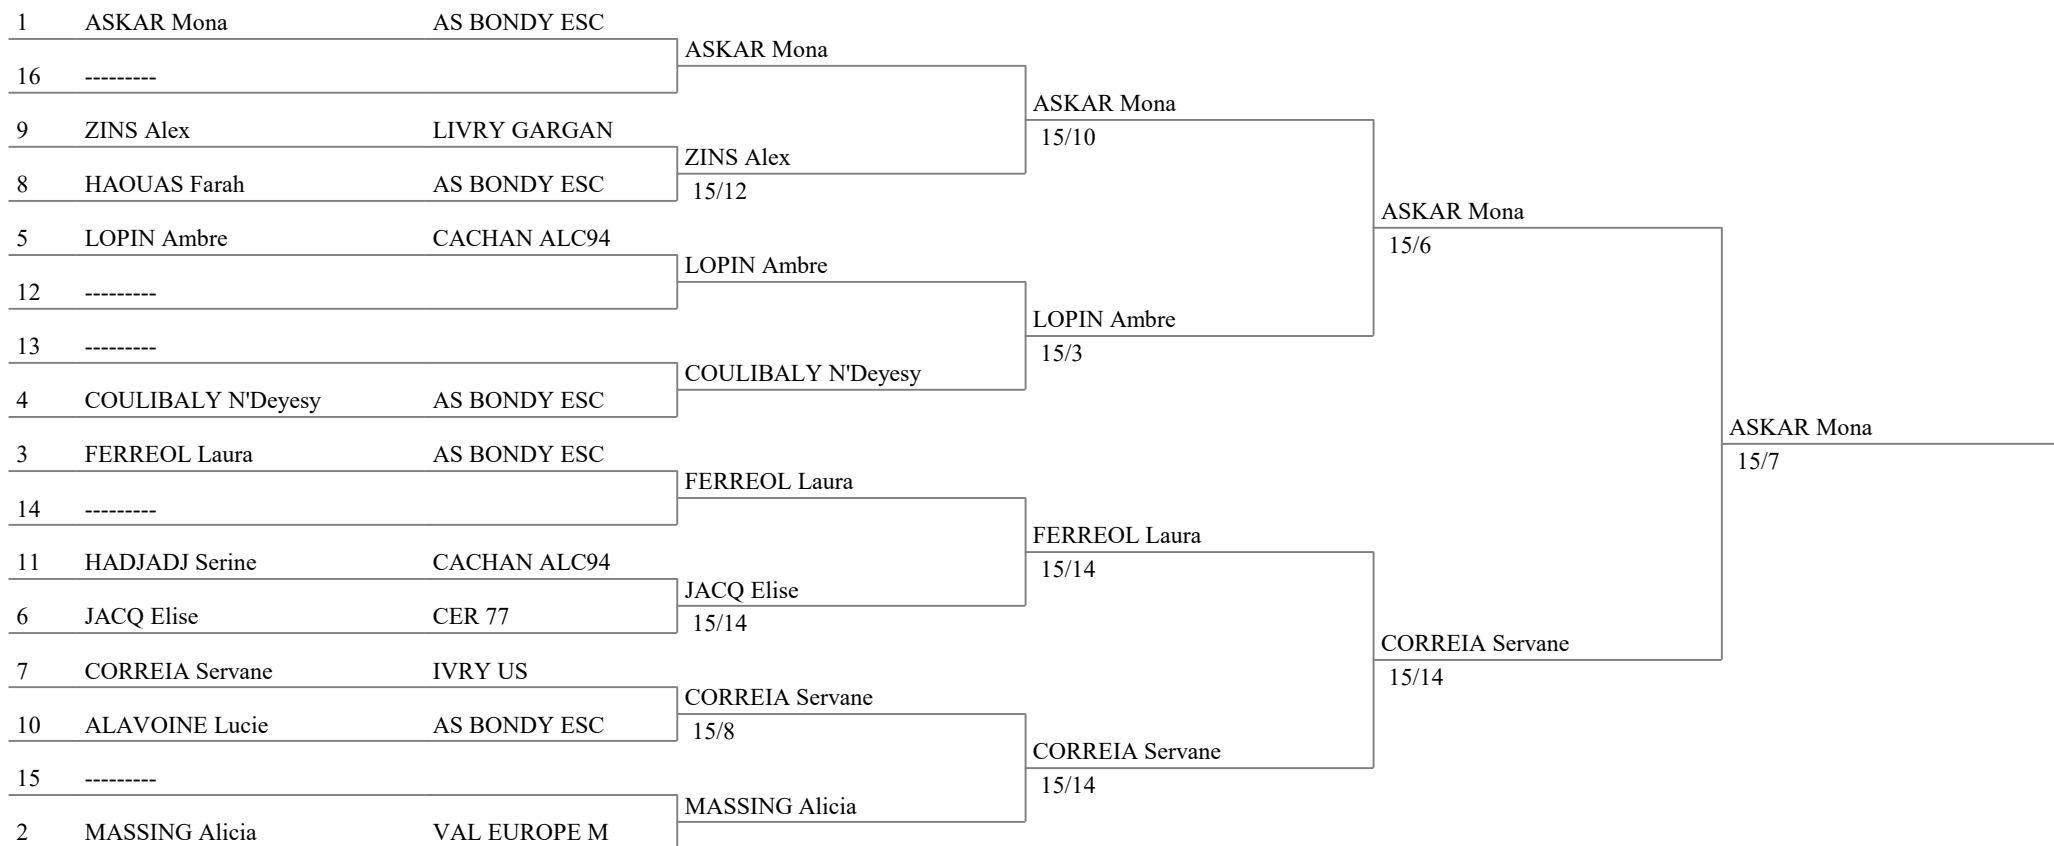 1 ASKAR Mona AS BONDY ESC
ASKAR Mona
16 ---------
ASKAR Mona
9 ZINS Alex LIVRY GARGAN
15/10
ZINS Alex
8 HAOUAS Farah AS BONDY ESC
15/12
ASKAR Mona
5 LOPIN Ambre CACHAN ALC94
15/6
LOPIN Ambre
12 ---------
LOPIN Ambre
13 ---------
15/3
COULIBALY N'Deyesy
4 COULIBALY N'Deyesy AS BONDY ESC
ASKAR Mona
3 FERREOL Laura AS BONDY ESC
15/7
FERREOL Laura
14 ---------
FERREOL Laura
11 HADJADJ Serine CACHAN ALC94
15/14
JACQ Elise
6 JACQ Elise CER 77
15/14
CORREIA Servane
7 CORREIA Servane IVRY US
15/14
CORREIA Servane
10 ALAVOINE Lucie AS BONDY ESC
15/8
CORREIA Servane
15 ---------
15/14
MASSING Alicia
2 MASSING Alicia VAL EUROPE M